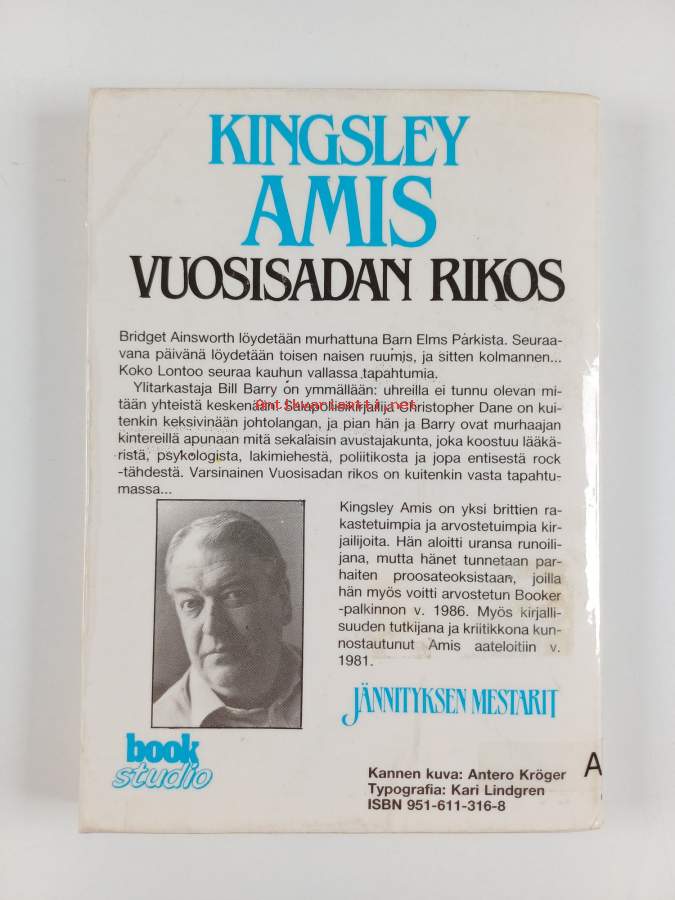 KINGSLEY
AMIS
VUOSISADAN RIKOS
Bridget Ainsworth löydetään murhattuna Barn Elms Parkista. Seuraa-
vana päivänä löydetään toisen naisen ruumis, ja sitten kolmannen...
Koko Lontoo seuraa kauhun vallassa tapahtumia.
Ylitarkastaja Bill Barry on ymmällään: uhreilla ei tunnu olevan mi-
tään yhteistä keskenään. Salapoliisikirjailija Christopher Dane on kui-
tenkin keksivinään johtolangan, ja pian hän ja Barry ovat murhaajan
kintereillä apunaan mitä sekalaisin avustajakunta, joka koostuu lääkä-
ristä, psykologista, lakimiehestä, poliitikosta ja jopa entisestä rock
-tähdestä. Varsinainen Vuosisadan rikos on kuitenkin vasta tapahtu-
massa...
Antikvariaatti.net
Kingsley Amis on yksi brittien ra-
kastetuimpia ja arvostetuimpia kir-
jailijoita. Hän aloitti uransa runoili-
jana, mutta hänet tunnetaan par-
haiten proosateoksistaan, joilla
hän myös voitti arvostetun Booker
-palkinnon v. 1986. Myös kirjalli-
suuden tutkijana ja kriitikkona kun-
nostautunut Amis aateloitiin v.
1981.
JÄNNITYKSEN MESTARIT
book
studio
Kannen kuva: Antero Kröger
Typografia: Kari Lindgren
ISBN 951-611-316-8
A